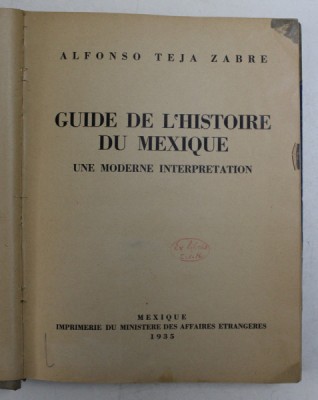 ALFONSO TEJA ZABRE
GUIDE DE L'HISTOIRE
DU MEXIQUE
UNE MODERNE INTERPRETATION
MEXIQUE
IMPRIMERIE DU MINISTERE DES AFFAIRES ETRANGERES
1935